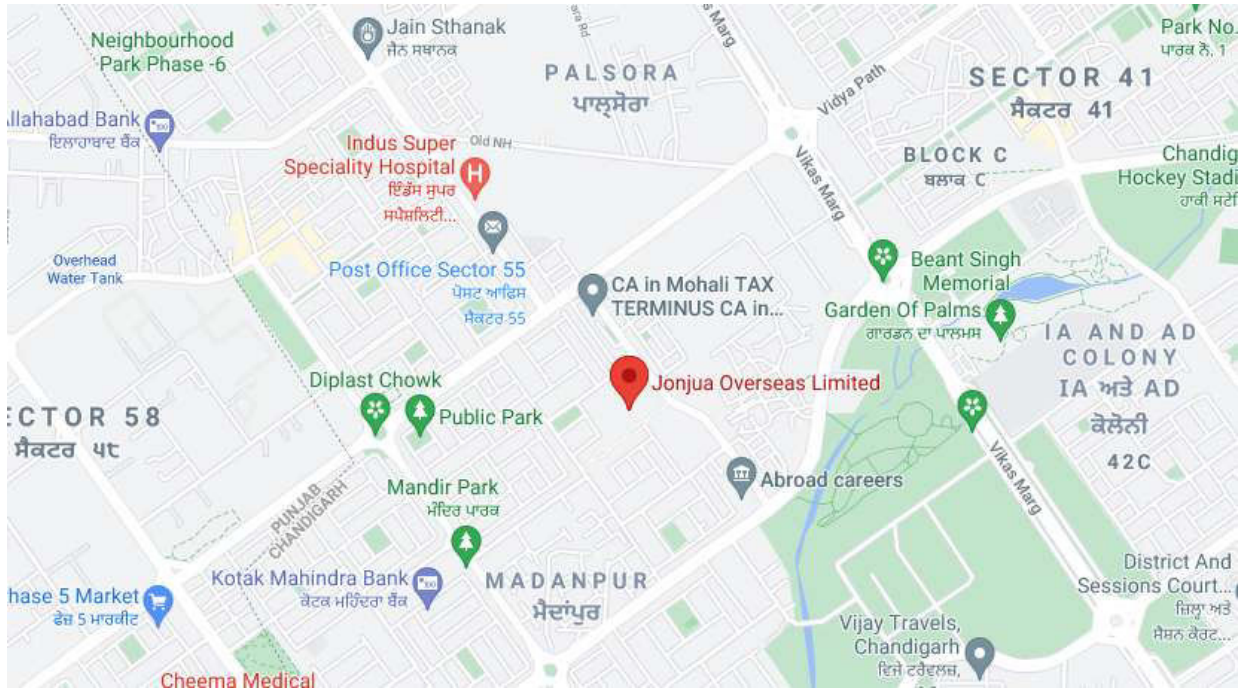 Jain Sthanak
ਜੈਨ ਸਥਾਨਕ
Neighbourhood
Park Phase -6
PALSORA
ਪਾਲਸੋਰਾ
Vikas Marg
Park No.
ਪਾਰਕ ਨੰ. 1
SECTOR 41
ਸੈਕਟਰ 41
Vidya Path
Allahabad Bank
ਇਲਾਹਾਬਾਦ ਬੈਂਕ
Indus Super
Speciality Hospital
ਇੰਡੱਸ ਸੁਪਰ
ਸਪੈਸ਼ਲਿਟੀ...
Old NH
Vikas Marg
BLOCK C
ਬਲਾਕ C
Chandig
Hockey Stadi
ਹਾਕੀ ਸਟੇ
Overhead
Water Tank
Post Office Sector 55
ਪੋਸਟ ਆਫਿਸ
ਸੈਕਟਰ 55
CA in Mohali TAX
TERMINUS CA in...
Beant Singh
Memorial
Garden Of Palms
ਗਾਰਡਨ ਦਾ ਪਾਲਮਸ
IA AND AD
COLONY
IA ਅਤੇ AD
ਕੋਲੋਨੀ
42C
Diplast Chowk
Public Park
Jonjua Overseas Limited
ECTOR 58
ਸੈਕਟਰ ੫੮
Vikas Marg
Abroad careers
PUNJAB
CHANDIGARH
Mandir Park
ਮੰਦਿਰ ਪਾਰਕ
Kotak Mahindra Bank
ਕੋਟਕ ਮਹਿੰਦਰਾ ਬੈਂਕ
MADANPUR
ਮੈਦਾਂਪੁਰ
hase 5 Market
ਫੇਜ਼ 5 ਮਾਰਕੀਟ
District And
Sessions Court...
ਜ਼ਿਲ੍ਹਾ ਅਤੇ
ਸੈਸ਼ਨ ਕੋਰਟ...
Vijay Travels,
Chandigarh
ਵਿਜੇ ਟਰੈਵਲਜ਼,
Cheema Medical